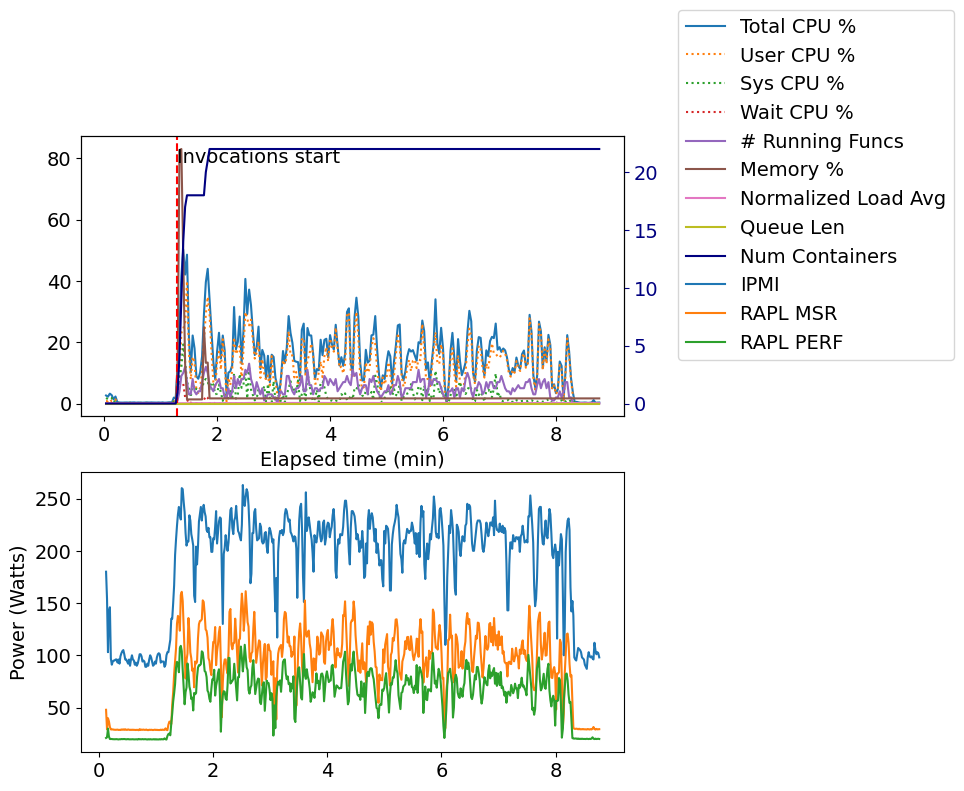 Total CPU %
User CPU %
Sys CPU %
Wait CPU %
# Running Funcs
Memory %
Normalized Load Avg
Queue Len
Num Containers
IPMI
RAPL MSR
RAPL PERF
Invocations start
80
60
40
20
0
20
15
10
5
0
0 2 4 6 8
Elapsed time (min)
Power (Watts)
250
200
150
100
50
0 2 4 6 8